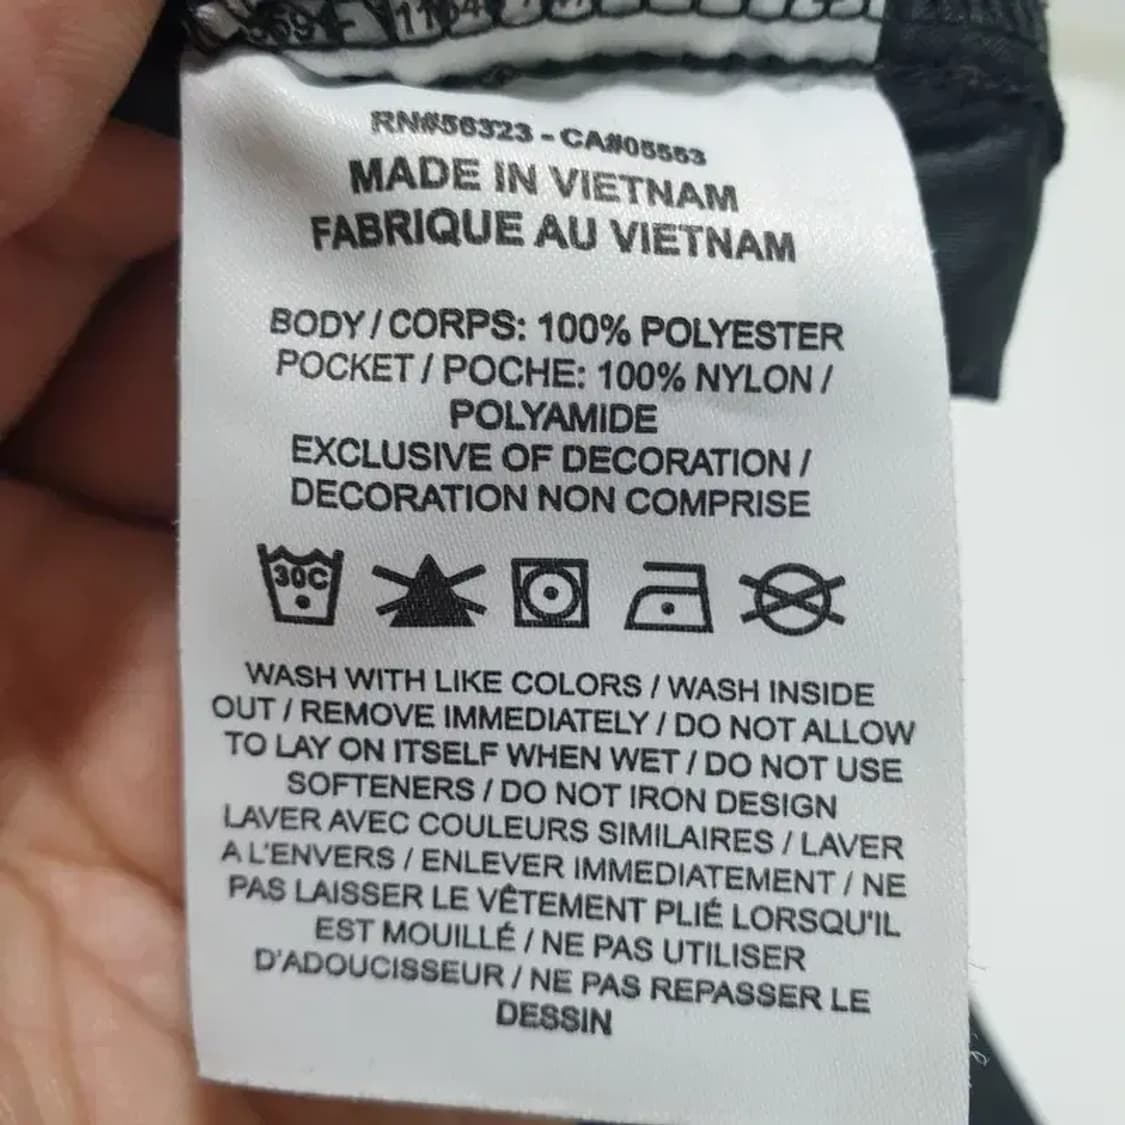 RN#56323 - CA#05553
MADE IN VIETNAM
FABRIQUE AU VIETNAM
BODY / CORPS: 100% POLYESTER
POCKET / POCHE: 100% NYLON /
POLYAMIDE
EXCLUSIVE OF DECORATION /
DECORATION NON COMPRISE
30C
WASH WITH LIKE COLORS / WASH INSIDE
OUT / REMOVE IMMEDIATELY / DO NOT ALLOW
TO LAY ON ITSELF WHEN WET / DO NOT USE
SOFTENERS / DO NOT IRON DESIGN
LAVER AVEC COULEURS SIMILAIRES / LAVER
A L'ENVERS / ENLEVER IMMEDIATEMENT / NE
PAS LAISSER LE VÊTEMENT PLIÉ LORSQU'IL
EST MOUILLÉ / NE PAS UTILISER
D'ADOUCISSEUR / NE PAS REPASSER LE
DESSIN